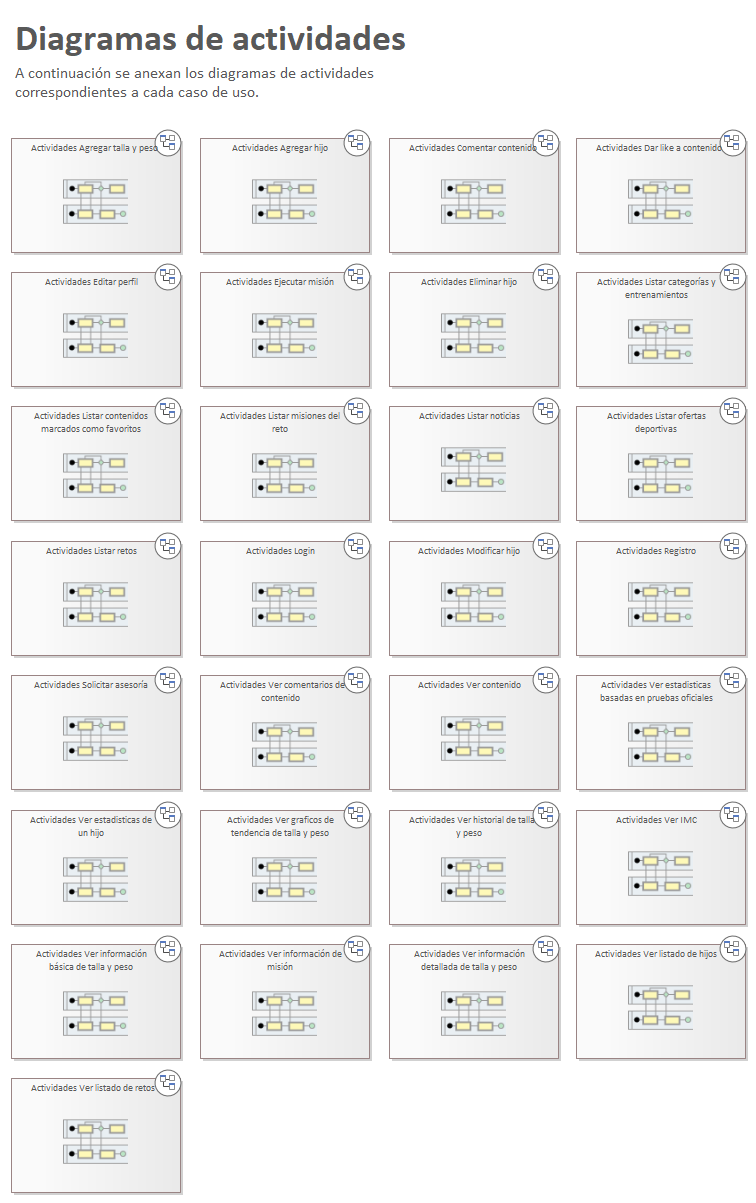 Diagramas de actividades
A continuación se anexan los diagramas de actividades
correspondientes a cada caso de uso.
Actividades Agregar talla y peso
Actividades Agregar hijo
Actividades Comentar contenido
Actividades Dar like a contenido
Actividades Editar perfil
Actividades Ejecutar misión
Actividades Eliminar hijo
Actividades Listar categorías y
entrenamientos
Actividades Listar contenidos
marcados como favoritos
Actividades Listar misiones del
reto
Actividades Listar noticias
Actividades Listar ofertas
deportivas
Actividades Listar retos
Actividades Login
Actividades Modificar hijo
Actividades Registro
Actividades Solicitar asesoría
Actividades Ver comentarios de
contenido
Actividades Ver contenido
Actividades Ver estadisticas
basadas en pruebas oficiales
Actividades Ver estadisticas de
un hijo
Actividades Ver graficos de
tendencia de talla y peso
Actividades Ver historial de talla
y peso
Actividades Ver IMC
Actividades Ver información
básica de talla y peso
Actividades Ver información de
misión
Actividades Ver información
detallada de talla y peso
Actividades Ver listado de hijos
Actividades Ver listado de retos